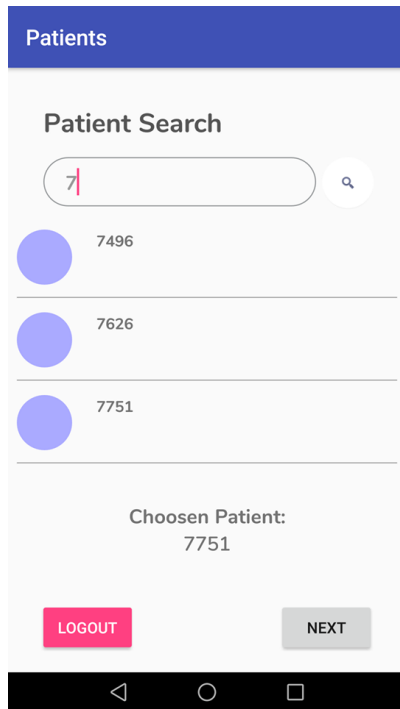 Patients
Patient Search
7
7496
7626
7751
Choosen Patient:
7751
LOGOUT
NEXT